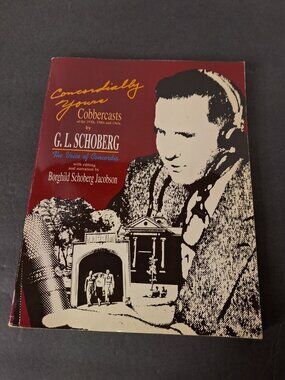 Concordially
Yours
Cobbercasts
of the 1930s, 1940s and 1950s
by
G. L. SCHOBERG
The Voice of Concordia
with editing
and narration by
Borghild Schoberg Jacobson